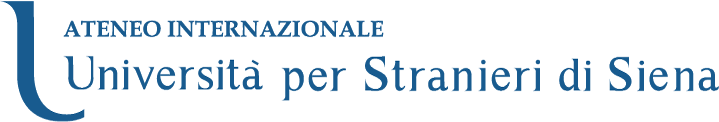 ATENEO INTERNAZIONALE
Università per Stranieri di Siena